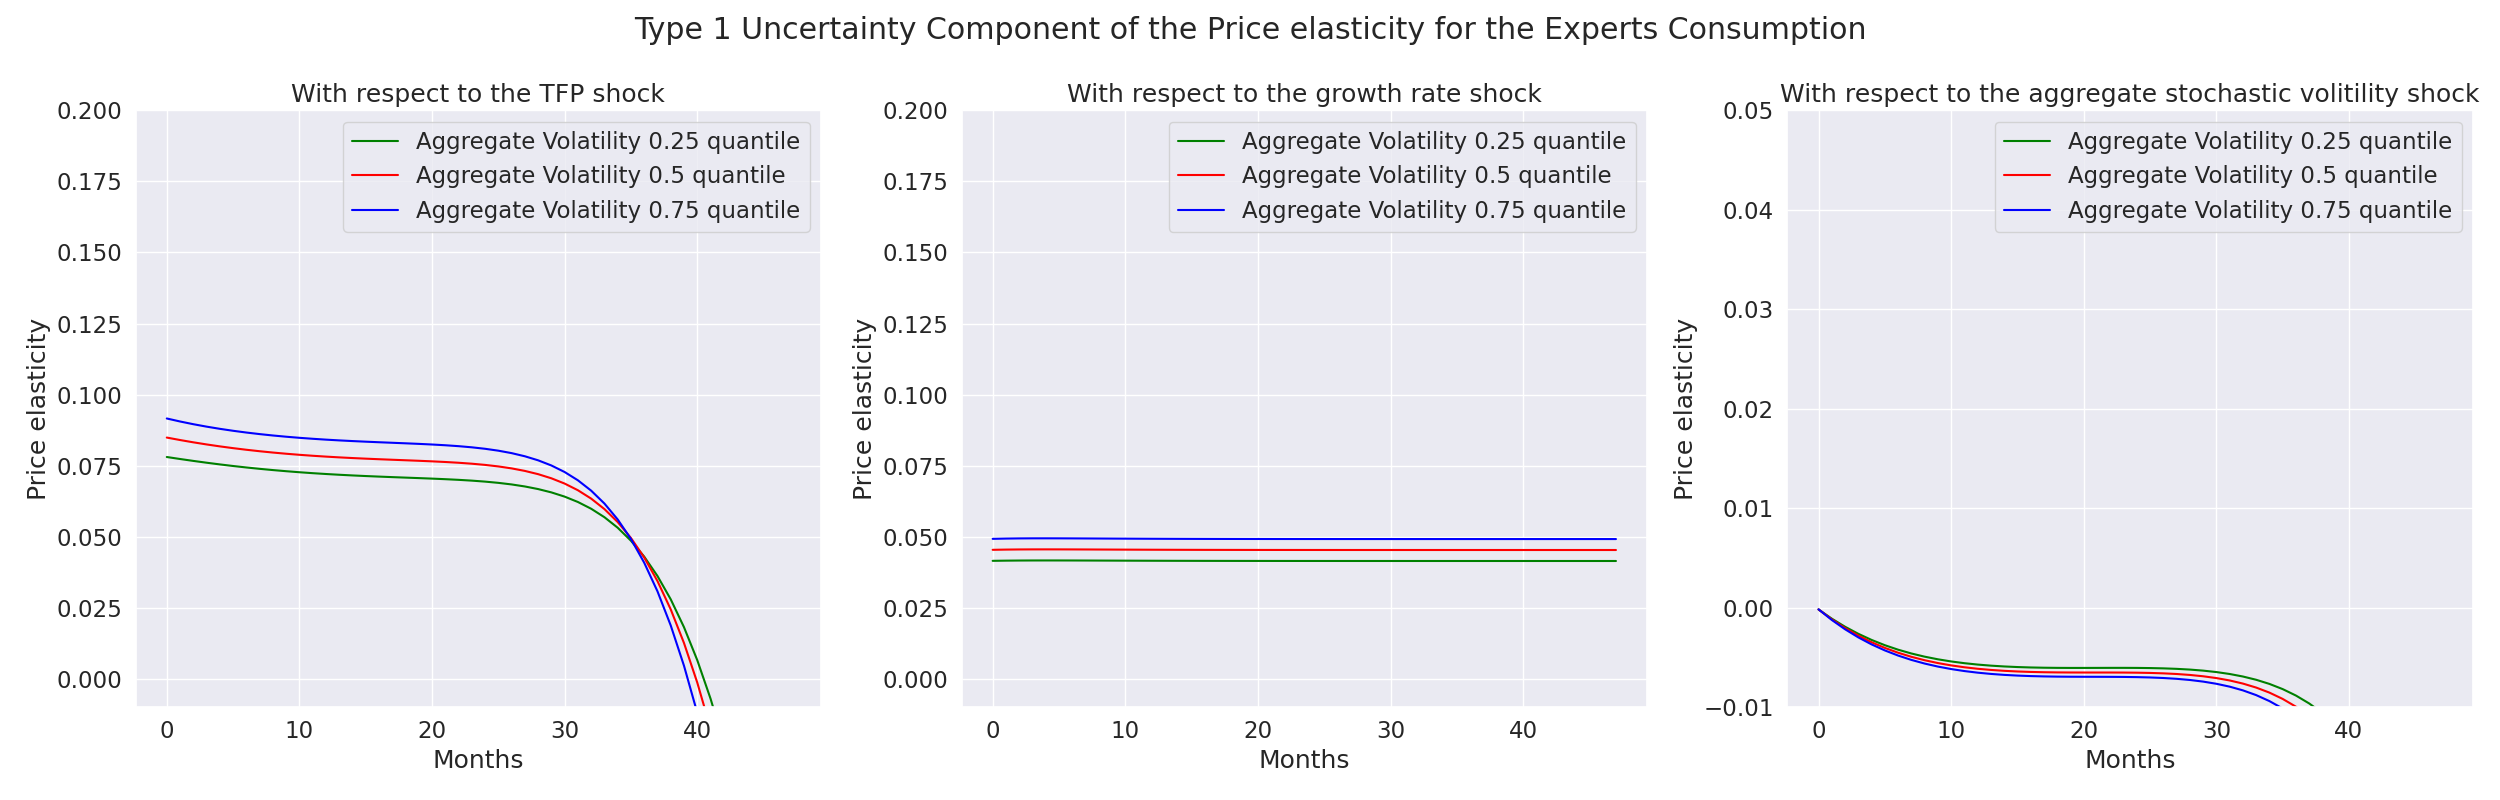 Type 1 Uncertainty Component of the Price elasticity for the Experts Consumption
With respect to the TFP shock
0.200
0.175
0.150
0.125
0.100
0.075
0.050
0.025
0.000
Price elasticity
Aggregate Volatility 0.25 quantile
Aggregate Volatility 0.5 quantile
Aggregate Volatility 0.75 quantile
0 10 20 30 40
Months
With respect to the growth rate shock
0.200
0.175
0.150
0.125
0.100
0.075
0.050
0.025
0.000
Price elasticity
Aggregate Volatility 0.25 quantile
Aggregate Volatility 0.5 quantile
Aggregate Volatility 0.75 quantile
0 10 20 30 40
Months
With respect to the aggregate stochastic volitility shock
0.05
0.04
0.03
0.02
0.01
0.00
−0.01
Price elasticity
Aggregate Volatility 0.25 quantile
Aggregate Volatility 0.5 quantile
Aggregate Volatility 0.75 quantile
0 10 20 30 40
Months